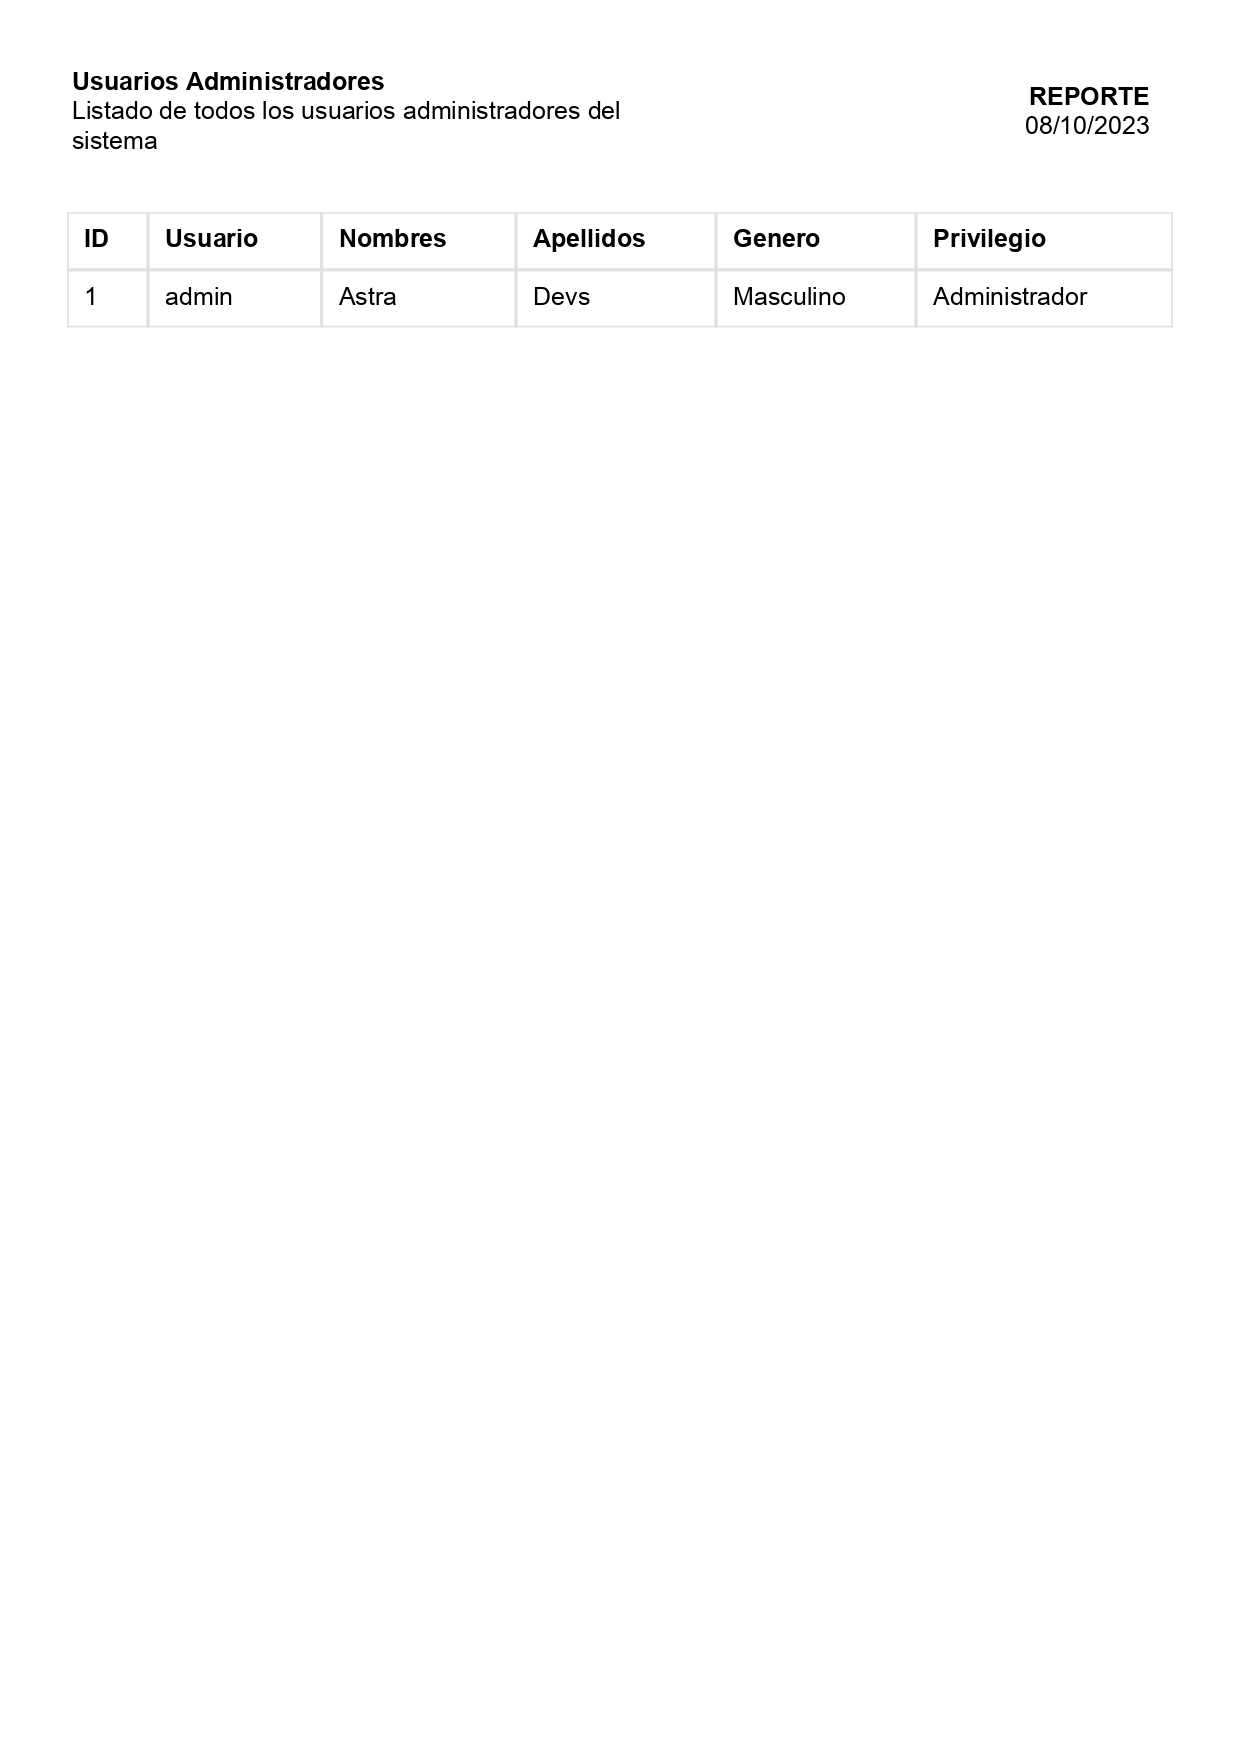 Usuarios Administradores
Listado de todos los usuarios administradores del
sistema
REPORTE
08/10/2023
ID Usuario Nombres Apellidos Genero Privilegio
1 admin Astra Devs Masculino Administrador